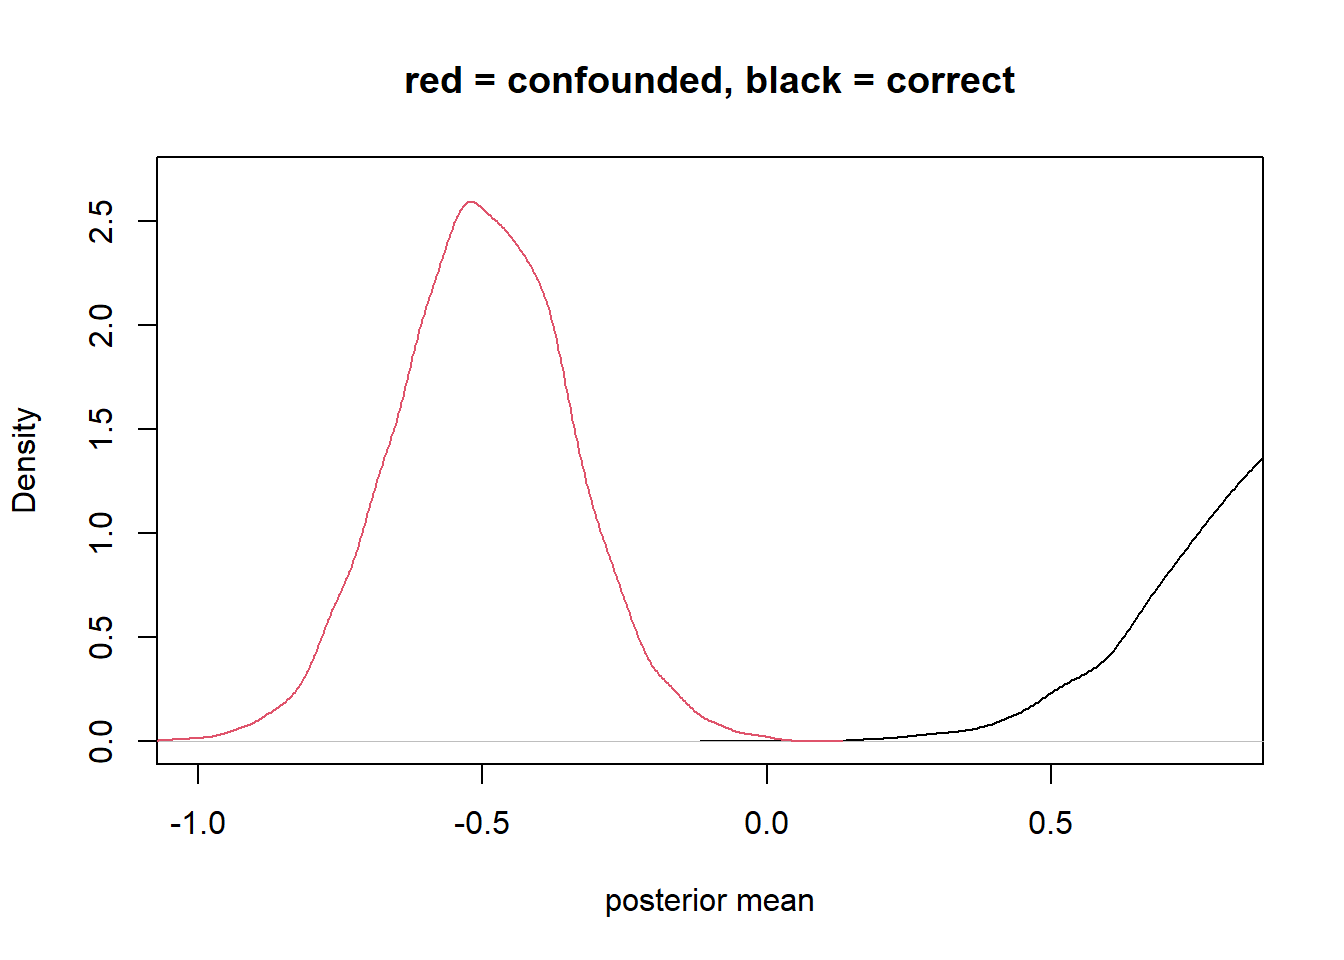 red = confounded, black = correct
Density
2.5
2.0
1.5
1.0
0.5
0.0
-1.0 -0.5 0.0 0.5
posterior mean